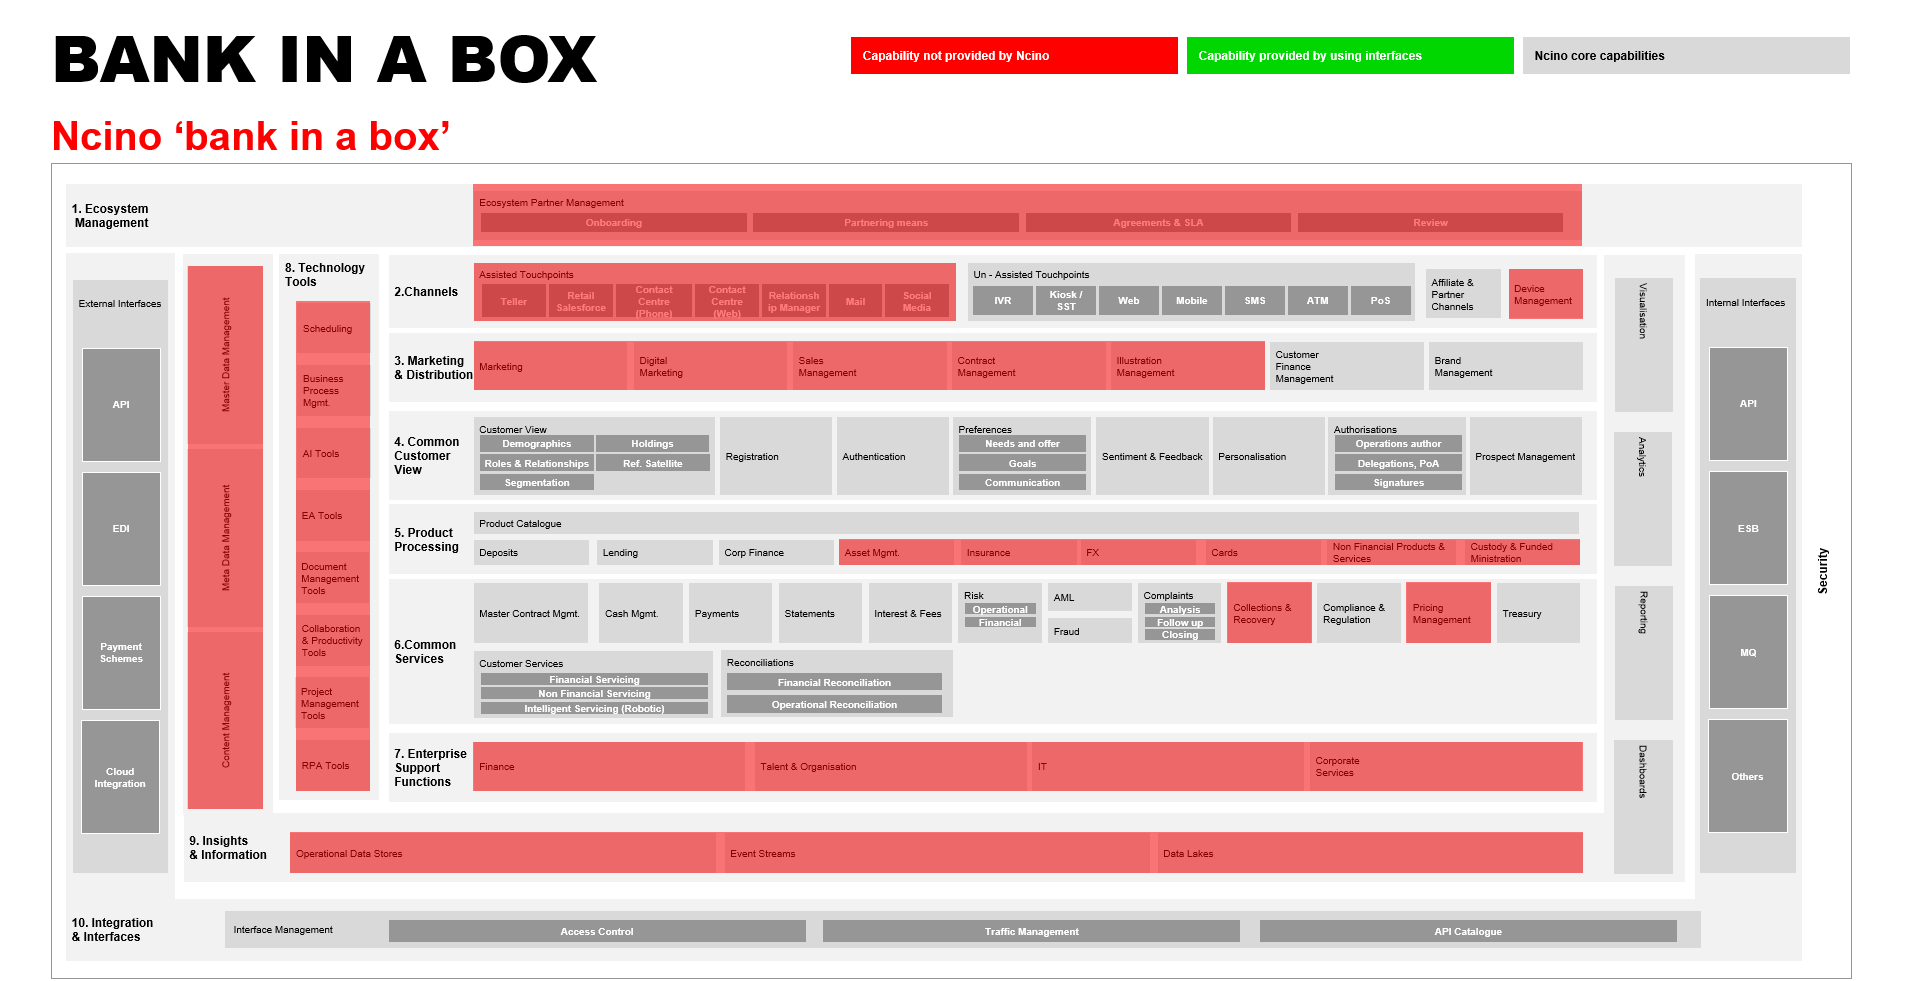 BANK IN A BOX
Capability not provided by Ncino
Capability provided by using interfaces
Ncino core capabilities
Ncino ‘bank in a box’
1. Ecosystem
Management
Ecosystem Partner Management
Onboarding
Partnering means
Agreements & SLA
Review
External Interfaces
API
EDI
Payment
Schemes
Cloud
Integration
Master Data Management
Meta Data Management
Content Management
8. Technology
Tools
Scheduling
Business
Process
Mgmt.
AI Tools
EA Tools
Document
Management
Tools
Collaboration
& Productivity
Tools
Project
Management
Tools
RPA Tools
2.Channels
Assisted Touchpoints
Teller
Retail
Salesforce
Contact
Centre
(Phone)
Contact
Centre
(Web)
Relationsh
ip Manager
Mail
Social
Media
Un - Assisted Touchpoints
IVR
Kiosk /
SST
Web
Mobile
SMS
ATM
PoS
Affiliate &
Partner
Channels
Device
Management
3. Marketing
& Distribution
Marketing
Digital
Marketing
Sales
Management
Contract
Management
Illustration
Management
Customer
Finance
Management
Brand
Management
4. Common
Customer
View
Customer View
Demographics
Holdings
Roles & Relationships
Ref. Satellite
Segmentation
Registration
Authentication
Preferences
Needs and offer
Goals
Communication
Sentiment & Feedback
Personalisation
Authorisations
Operations author
Delegations, PoA
Signatures
Prospect Management
5. Product
Processing
Product Catalogue
Deposits
Lending
Corp Finance
Asset Mgmt.
Insurance
FX
Cards
Non Financial Products &
Services
Custody & Funded
Ministration
6.Common
Services
Master Contract Mgmt.
Cash Mgmt.
Payments
Statements
Interest & Fees
Risk
Operational
Financial
AML
Fraud
Complaints
Analysis
Follow up
Closing
Collections &
Recovery
Compliance &
Regulation
Pricing
Management
Treasury
Customer Services
Financial Servicing
Non Financial Servicing
Intelligent Servicing (Robotic)
Reconciliations
Financial Reconciliation
Operational Reconciliation
7. Enterprise
Support
Functions
Finance
Talent & Organisation
IT
Corporate
Services
Visualisation
Analytics
Reporting
Dashboards
Internal Interfaces
API
ESB
MQ
Others
Security
9. Insights
& Information
Operational Data Stores
Event Streams
Data Lakes
10. Integration
& Interfaces
Interface Management
Access Control
Traffic Management
API Catalogue